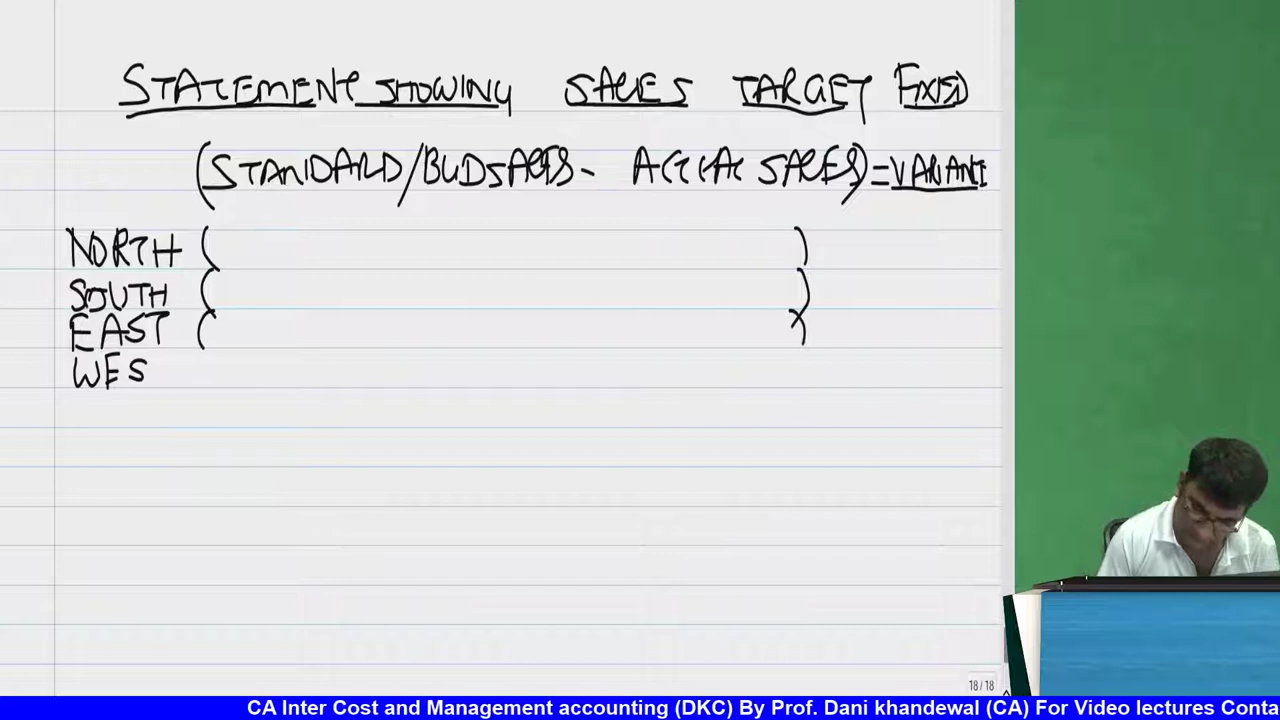 STATEMENT SHOWING SALES TARGET FIXED
(STANDARD/BUDSALES - ACTUAL SALES) = VARIANCE
NORTH ( )
SOUTH ( )
EAST ( )
WES
18/18
CA Inter Cost and Management accounting (DKC) By Prof. Dani khandewal (CA) For Video lectures Conta